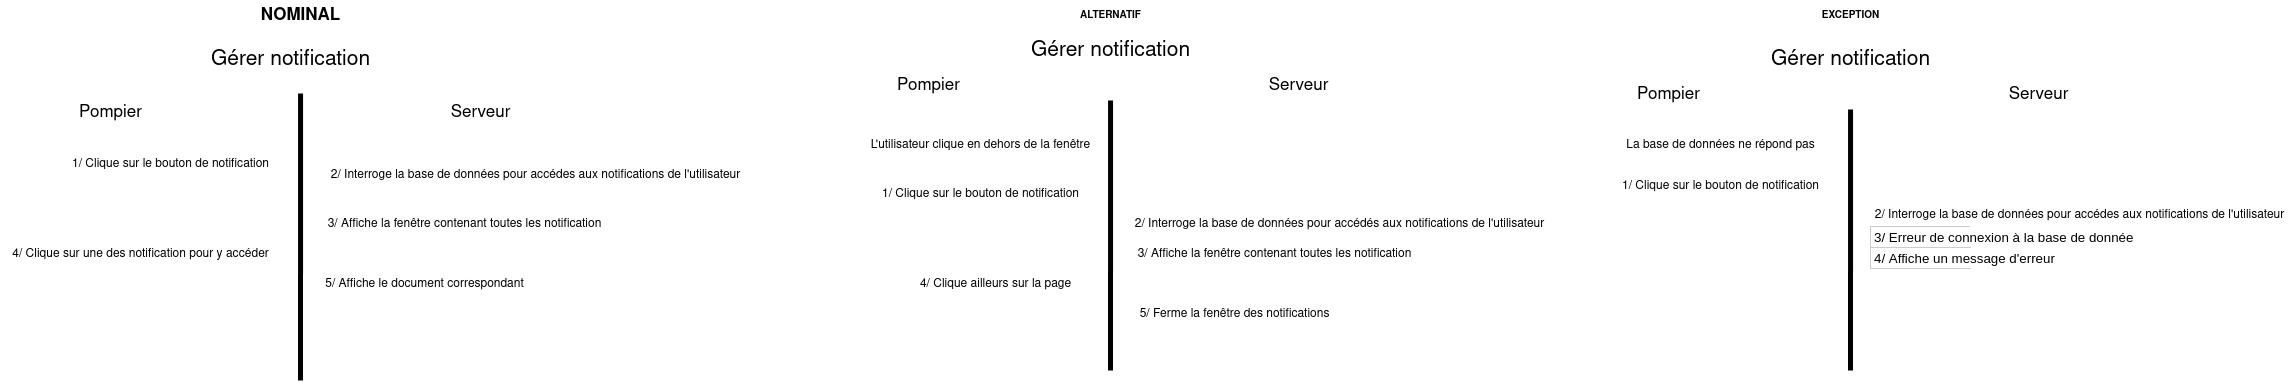 NOMINAL
Gérer notification
Pompier
Serveur
1/ Clique sur le bouton de notification
2/ Interroge la base de données pour accédes aux notifications de l'utilisateur
3/ Affiche la fenêtre contenant toutes les notification
4/ Clique sur une des notification pour y accéder
5/ Affiche le document correspondant
ALTERNATIF
Gérer notification
Pompier
Serveur
L'utilisateur clique en dehors de la fenêtre
1/ Clique sur le bouton de notification
2/ Interroge la base de données pour accédés aux notifications de l'utilisateur
3/ Affiche la fenêtre contenant toutes les notification
4/ Clique ailleurs sur la page
5/ Ferme la fenêtre des notifications
EXCEPTION
Gérer notification
Pompier
Serveur
La base de données ne répond pas
1/ Clique sur le bouton de notification
2/ Interroge la base de données pour accédes aux notifications de l'utilisateur
3/ Erreur de connexion à la base de donnée
4/ Affiche un message d'erreur